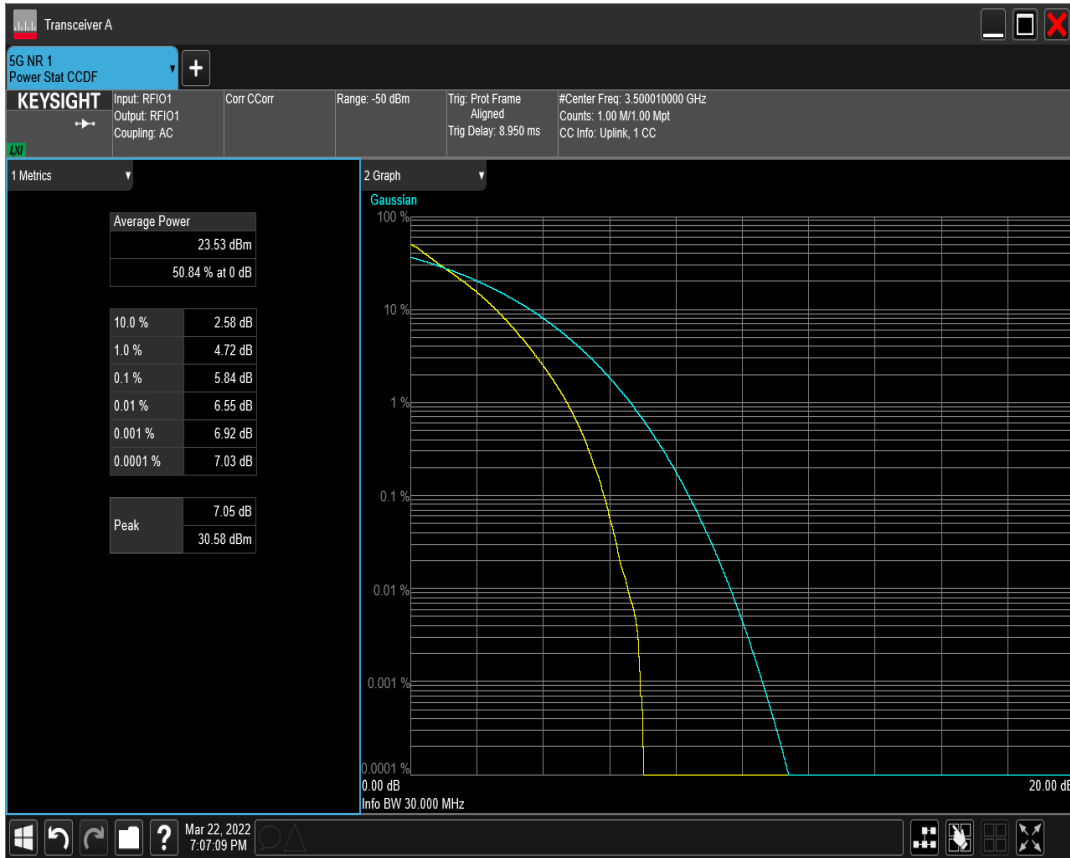 Transceiver A
5G NR 1
Power Stat CCDF
KEYSIGHT
LXI
Input: RFIO1
Output: RFIO1
Coupling: AC
Corr CCorr
Range: -50 dBm
Trig: Prot Frame
Aligned
Trig Delay: 8.950 ms
#Center Freq: 3.500010000 GHz
Counts: 1.00 M/1.00 Mpt
CC Info: Uplink, 1 CC
1 Metrics
Average Power
23.53 dBm
50.84 % at 0 dB
10.0 % 2.58 dB
1.0 % 4.72 dB
0.1 % 5.84 dB
0.01 % 6.55 dB
0.001 % 6.92 dB
0.0001 % 7.03 dB
Peak
7.05 dB
30.58 dBm
2 Graph
Gaussian
100 %
10 %
1 %
0.1 %
0.01 %
0.001 %
0.0001 %
0.00 dB 20.00 dB
Info BW 30.000 MHz
? Mar 22, 2022
7:07:09 PM